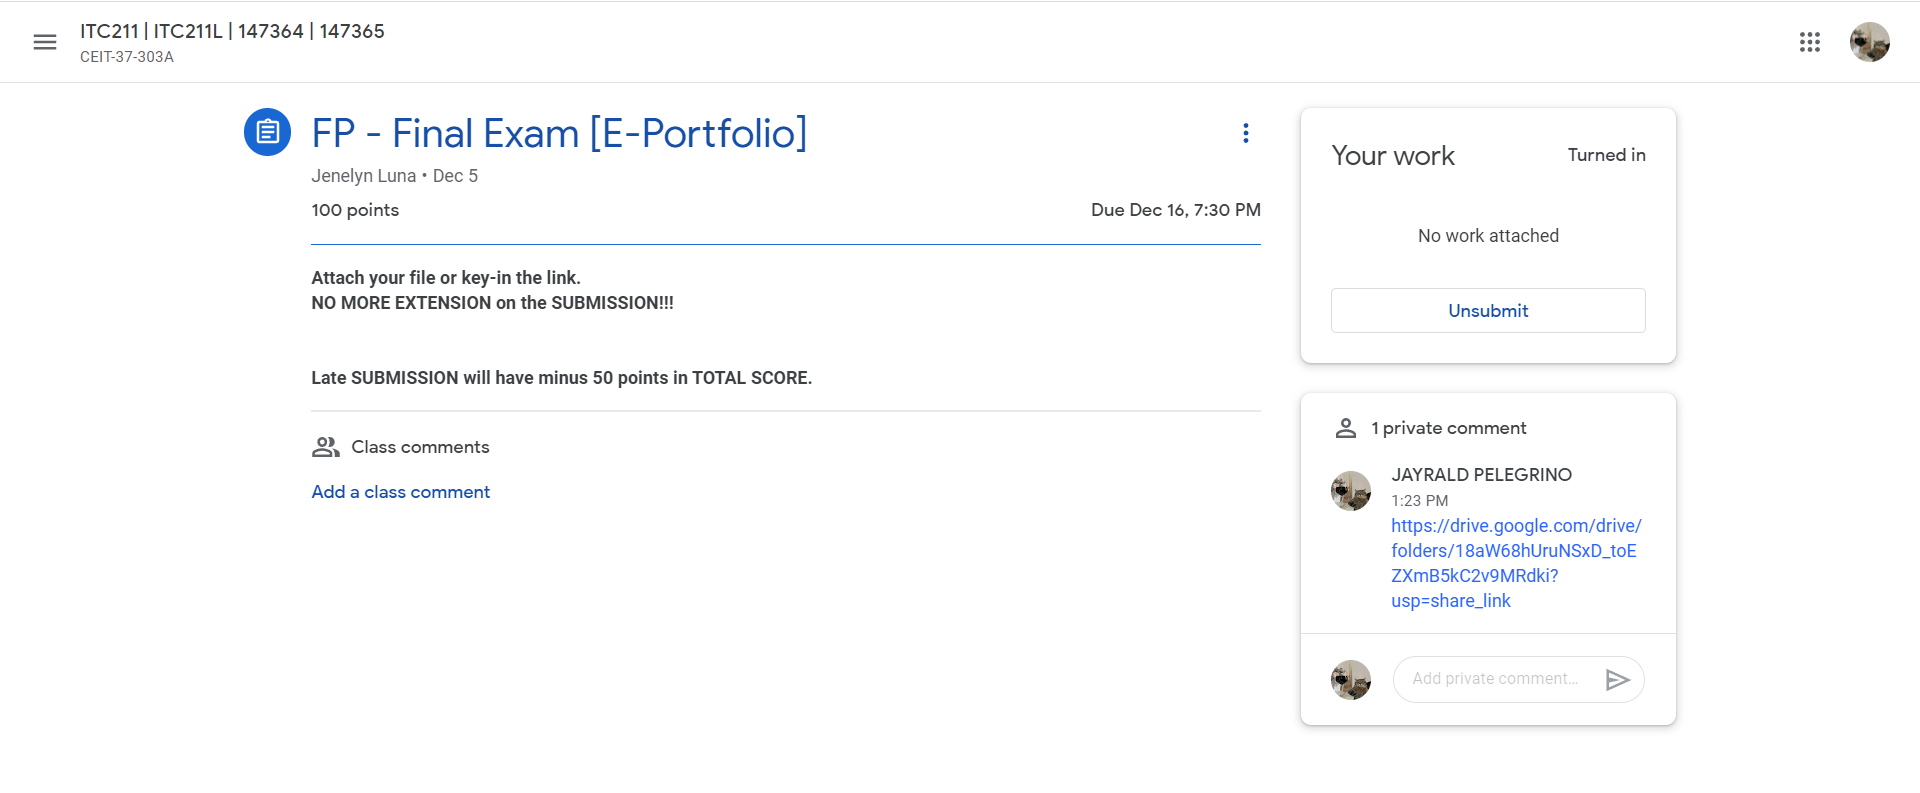 ITC211 | ITC211L | 147364 | 147365
CEIT-37-303A
FP - Final Exam [E-Portfolio]
Jenelyn Luna • Dec 5
100 points
Due Dec 16, 7:30 PM
Attach your file or key-in the link.
NO MORE EXTENSION on the SUBMISSION!!!
Late SUBMISSION will have minus 50 points in TOTAL SCORE.
Class comments
Add a class comment
Your work
Turned in
No work attached
Unsubmit
1 private comment
JAYRALD PELEGRINO
1:23 PM
https://drive.google.com/drive/
folders/18aW68hUruNSxD_toE
ZXmB5kC2v9MRdki?
usp=share_link
Add private comment...